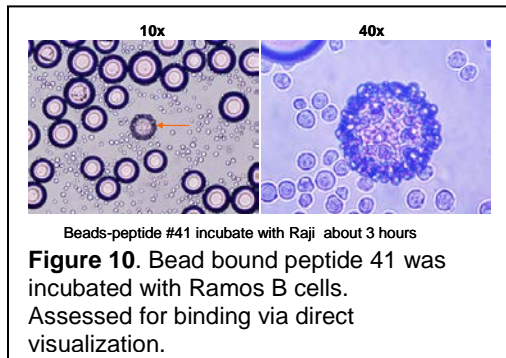 10x 40x
Beads-peptide #41 incubate with Raji about 3 hours
Figure 10. Bead bound peptide 41 was
incubated with Ramos B cells.
Assessed for binding via direct
visualization.